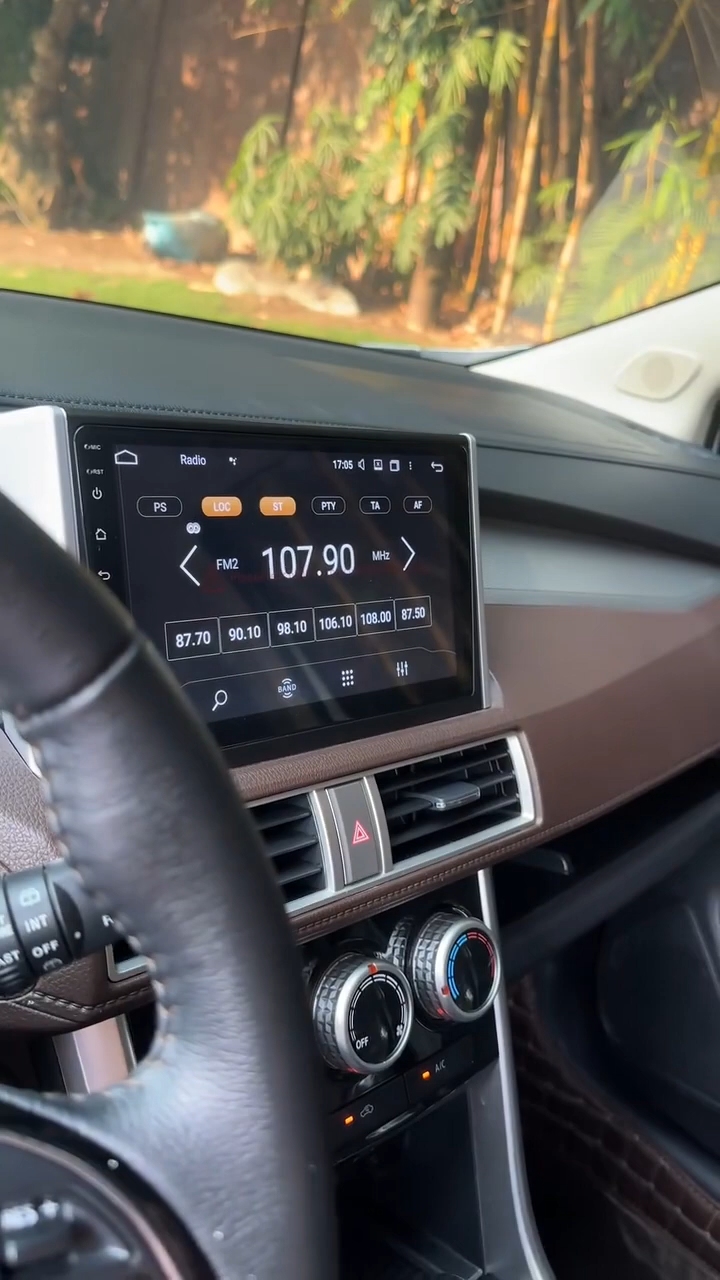 MIC
RST
Radio
17:05
PS LOC ST PTY TA AF
FM2 107.90 MHz
87.70 90.10 98.10 106.10 108.00 87.50
BAND
INT
OFF
OFF
A/C